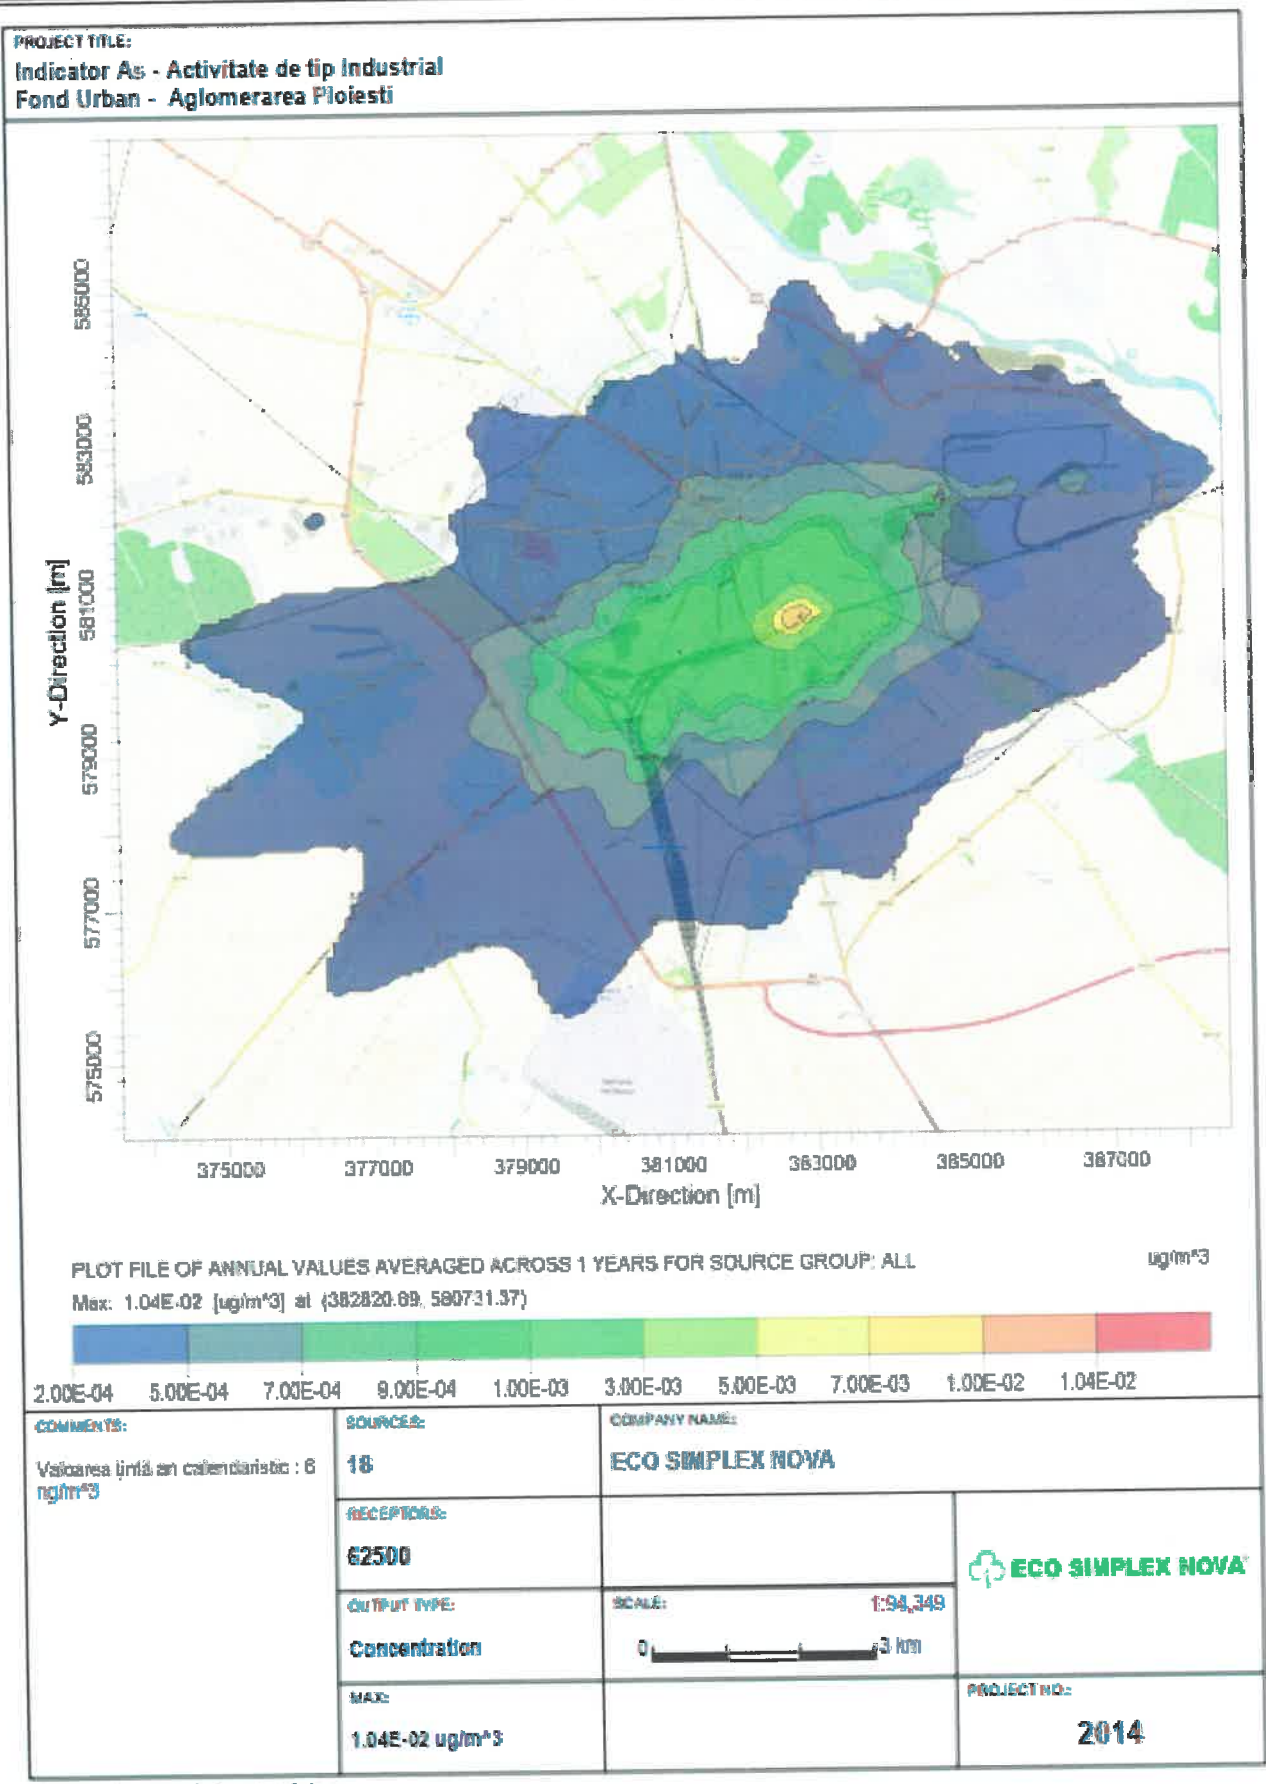 PROJECT TITLE:
Indicator As - Activitate de tip Industrial
Fond Urban - Aglomerarea Ploiesti
Y-Direction [m]
585000
583000
581000
579000
577000
575000
375000 377000 379000 381000 383000 385000 387000
X-Direction [m]
PLOT FILE OF ANNUAL VALUES AVERAGED ACROSS 1 YEARS FOR SOURCE GROUP: ALL
ug/m^3
Max: 1.04E-02 [ug/m^3] at (382820.69, 580731.37)
2.00E-04 5.00E-04 7.00E-04 9.00E-04 1.00E-03 3.00E-03 5.00E-03 7.00E-03 1.00E-02 1.04E-02
COMMENTS:
Valoarea țintă an calendaristic : 6
ng/m^3
SOURCES:
18
COMPANY NAME:
ECO SIMPLEX NOVA
RECEPTORS:
62500
OUTPUT TYPE:
Concentration
SCALE: 1:94,349
0 3 km
MAX:
1.04E-02 ug/m^3
ECO SIMPLEX NOVA
PROJECT NO.:
2014